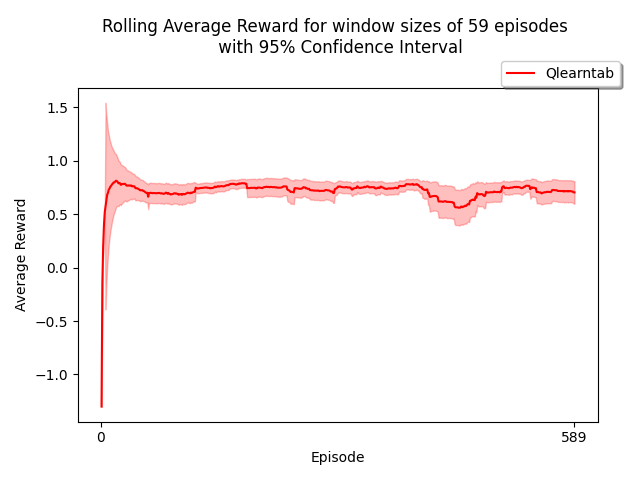 Rolling Average Reward for window sizes of 59 episodes
with 95% Confidence Interval
Qlearntab
1.5
1.0
0.5
0.0
−0.5
−1.0
Average Reward
0
589
Episode